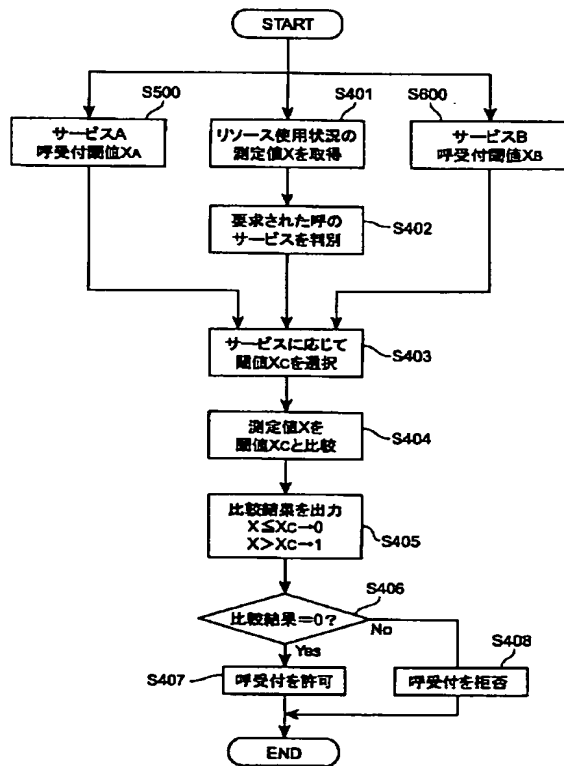 START
S500
サービスA
呼受付閾値XA
S401
リソース使用状況の
測定値Xを取得
S600
サービスB
呼受付閾値XB
要求された呼の
サービスを判別
S402
サービスに応じて
閾値XCを選択
S403
測定値Xを
閾値XCと比較
S404
比較結果を出力
X≦XC→0
X>XC→1
S405
比較結果=0?
S406
No
Yes
S407
呼受付を許可
S408
呼受付を拒否
END